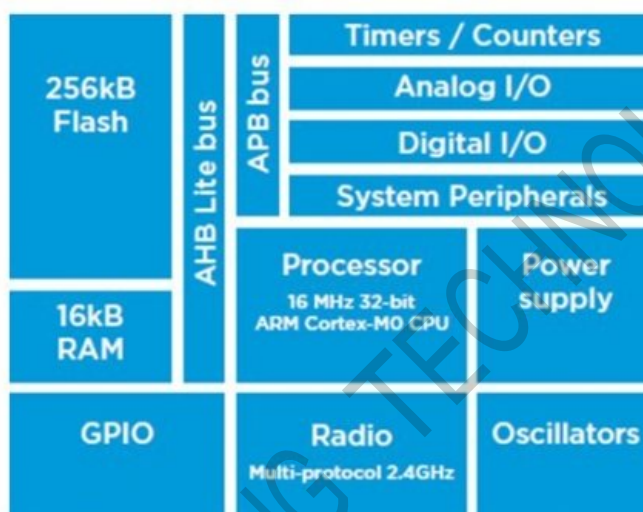 256kB
Flash
16kB
RAM
AHB Lite bus
APB bus
Timers / Counters
Analog I/O
Digital I/O
System Peripherals
Processor
16 MHz 32-bit
ARM Cortex-M0 CPU
Power
supply
GPIO
Radio
Multi-protocol 2.4GHz
Oscillators